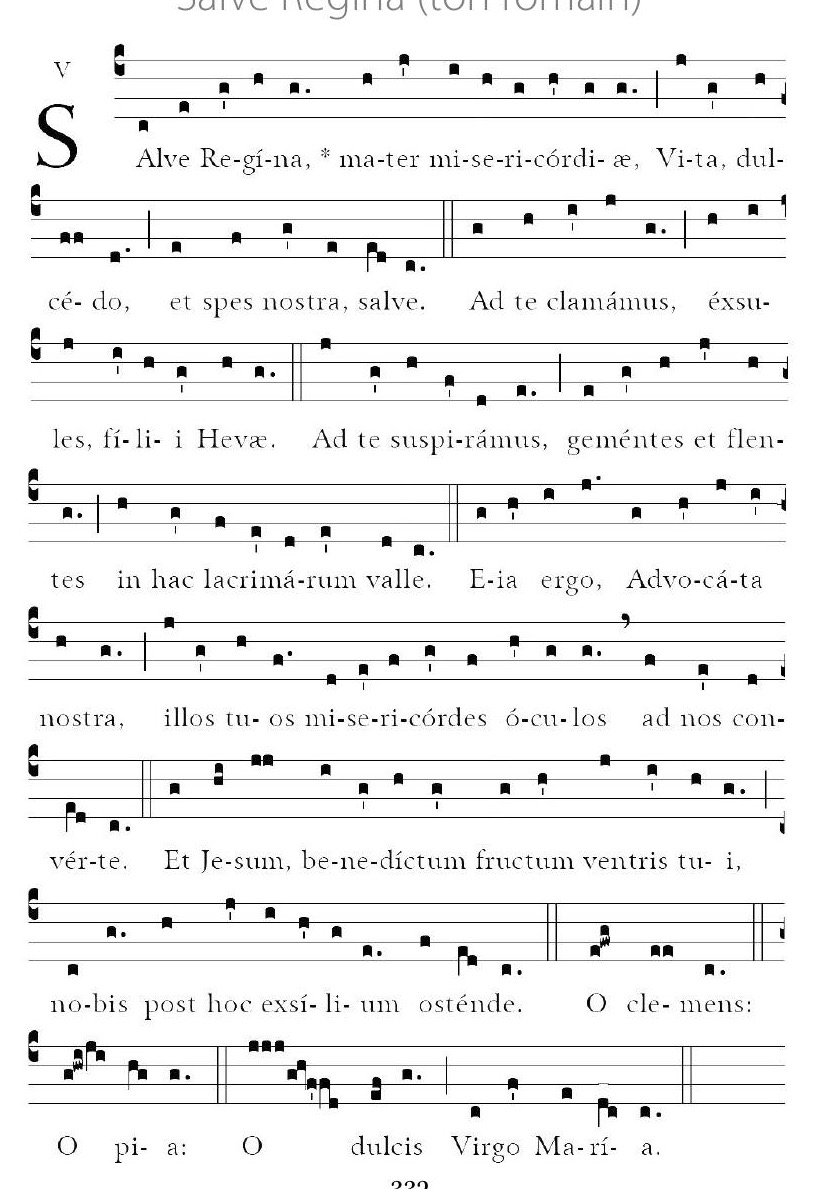 Salve Regina (ton romain)
V
SAlve Re-gí-na, * ma-ter mi-se-ri-córdi- æ, Vi-ta, dul-
cé- do, et spes nostra, salve. Ad te clamámus, éxsu-
les, fí- li- i Hevæ. Ad te suspi-rámus, geméntes et flen-
tes in hac lacrimá-rum valle. E-ia ergo, Advo-cá-ta
nostra, illos tu- os mi-se-ri-córdes ó-cu-los ad nos con-
vér-te. Et Je-sum, be-ne-díctum fructum ventris tu- i,
no-bis post hoc exsí- li- um osténde. O cle- mens:
O pi- a: O dulcis Virgo Ma-rí- a.
332